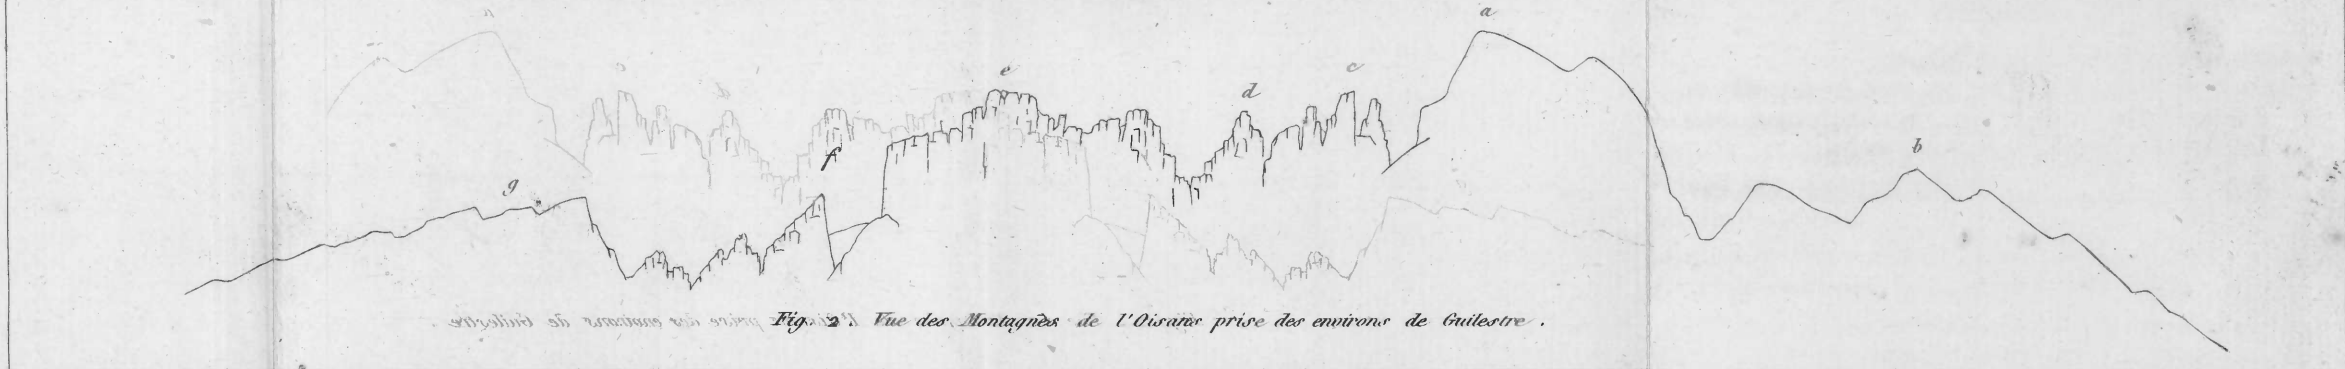 a
e
c
d
b
f
g
Fig. 2. Vue des Montagnes de l'Oisans prise des environs de Guilestre.